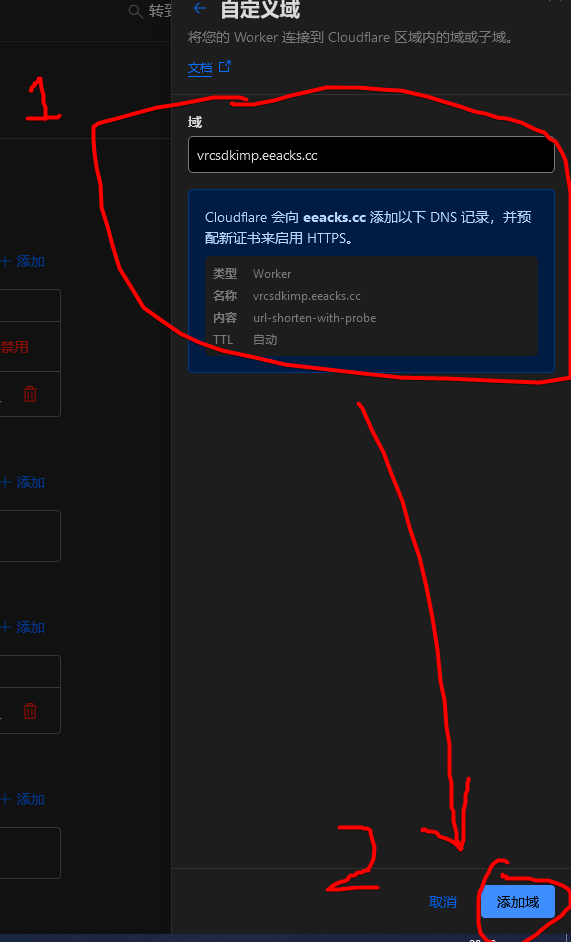 转到
自定义域
将您的 Worker 连接到 Cloudflare 区域内的域或子域。
文档
1
域
vrcsdkimp.eeacks.cc
Cloudflare 会向 eeacks.cc 添加以下 DNS 记录，并预
配新证书来启用 HTTPS。
类型 Worker
名称 vrcsdkimp.eeacks.cc
内容 url-shorten-with-probe
TTL 自动
+ 添加
禁用
+ 添加
+ 添加
+ 添加
2
取消
添加域